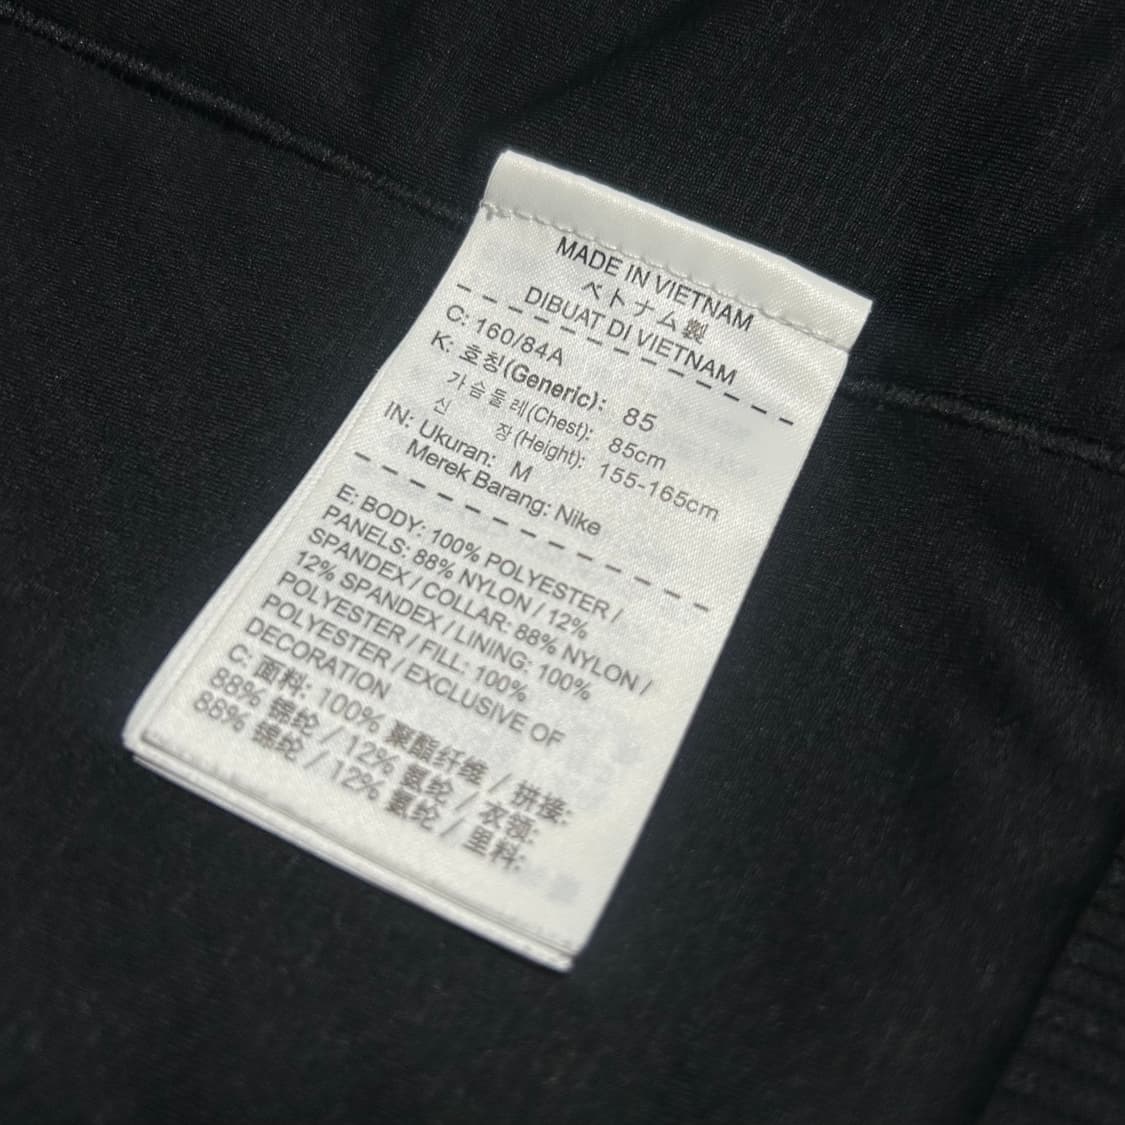 MADE IN VIETNAM
ベトナム製
DIBUAT DI VIETNAM
C: 160/84A
K: 호칭(Generic): 85
가슴둘레(Chest): 85cm
신 장(Height): 155-165cm
IN: Ukuran: M
Merek Barang: Nike
E: BODY: 100% POLYESTER /
PANELS: 88% NYLON / 12%
SPANDEX / COLLAR: 88% NYLON /
12% SPANDEX / LINING: 100%
POLYESTER / FILL: 100%
POLYESTER / EXCLUSIVE OF
DECORATION
C: 面料: 100% 聚酯纤维 / 拼接:
88% 锦纶 / 12% 氨纶 / 衣领:
88% 锦纶 / 12% 氨纶 / 里料: